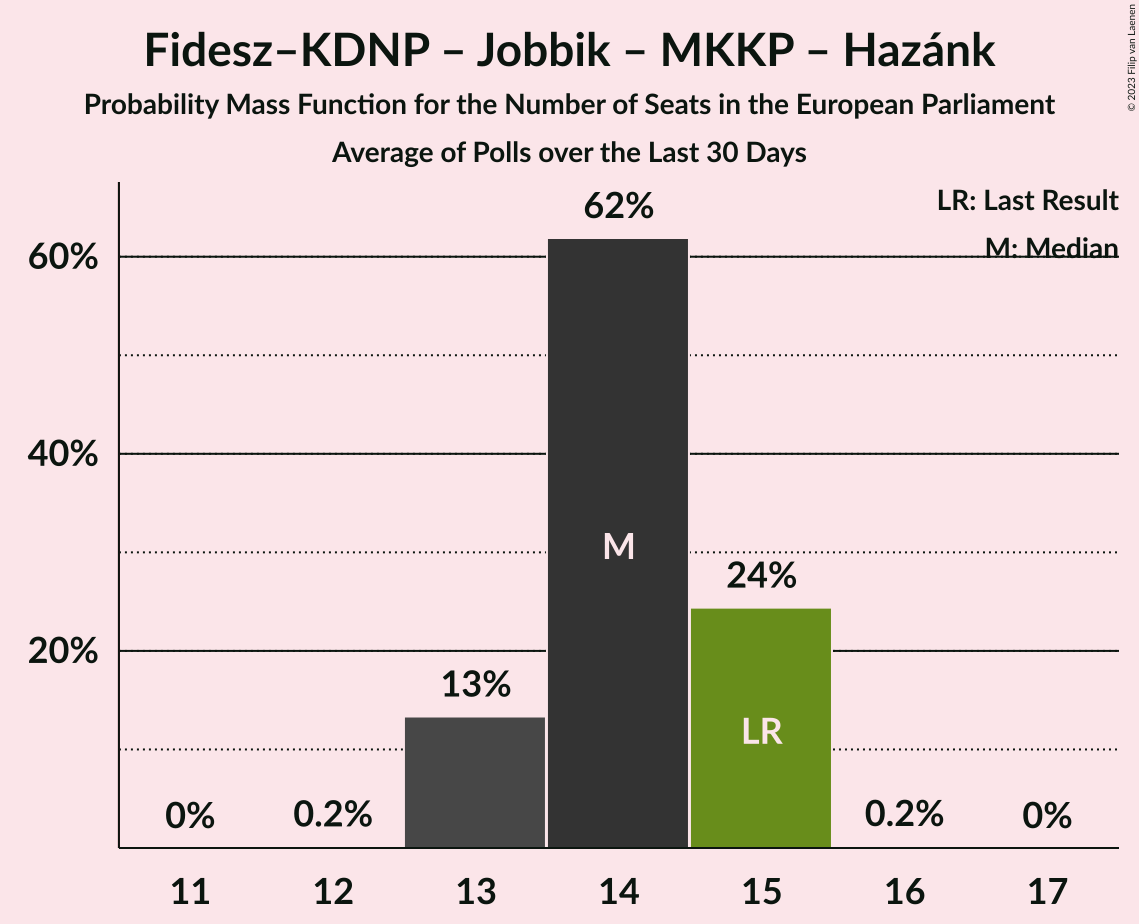 Fidesz–KDNP – Jobbik – MKKP – Hazánk
Probability Mass Function for the Number of Seats in the European Parliament
Average of Polls over the Last 30 Days
© 2023 Filip van Laenen
LR: Last Result
M: Median
60%
40%
20%
0%
0.2%
13%
62%
24%
0.2%
0%
M
LR
11
12
13
14
15
16
17